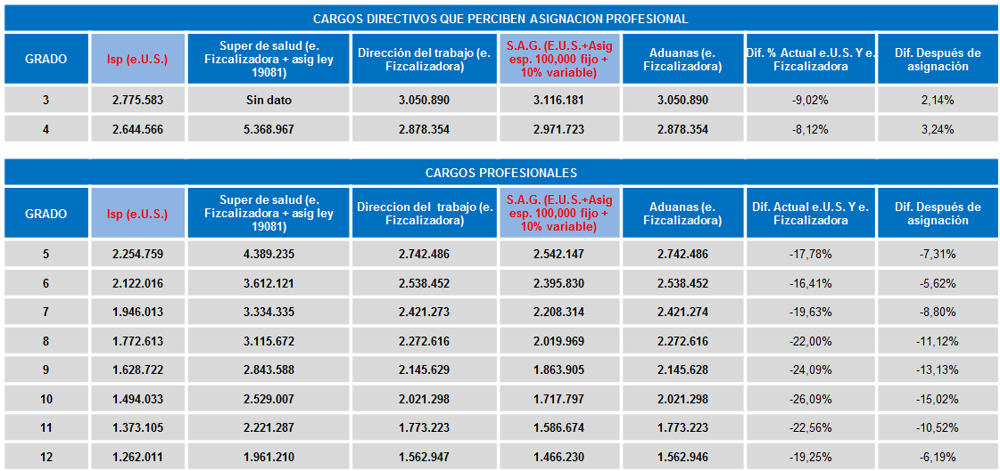 CARGOS DIRECTIVOS QUE PERCIBEN ASIGNACION PROFESIONAL
GRADO Isp (e.U.S.) Super de salud (e. Fizcalizadora + asig ley 19081) Dirección del trabajo (e. Fizcalizadora) S.A.G. (E.U.S.+Asig esp. 100,000 fijo + 10% variable) Aduanas (e. Fizcalizadora) Dif. % Actual e.U.S. Y e. Fizcalizadora Dif. Después de asignación
3 2.775.583 Sin dato 3.050.890 3.116.181 3.050.890 -9,02% 2,14%
4 2.644.566 5.368.967 2.878.354 2.971.723 2.878.354 -8,12% 3,24%
CARGOS PROFESIONALES
GRADO Isp (e.U.S.) Super de salud (e. Fizcalizadora + asig ley 19081) Direccion del trabajo (e. Fizcalizadora) S.A.G. (E.U.S.+Asig esp. 100,000 fijo + 10% variable) Aduanas (e. Fizcalizadora) Dif. Actual e.U.S. Y e. Fizcalizadora Dif. Después de asignación
5 2.254.759 4.389.235 2.742.486 2.542.147 2.742.486 -17,78% -7,31%
6 2.122.016 3.612.121 2.538.452 2.395.830 2.538.452 -16,41% -5,62%
7 1.946.013 3.334.335 2.421.273 2.208.314 2.421.274 -19,63% -8,80%
8 1.772.613 3.115.672 2.272.616 2.019.969 2.272.616 -22,00% -11,12%
9 1.628.722 2.843.588 2.145.629 1.863.905 2.145.628 -24,09% -13,13%
10 1.494.033 2.529.007 2.021.298 1.717.797 2.021.298 -26,09% -15,02%
11 1.373.105 2.221.287 1.773.223 1.586.674 1.773.223 -22,56% -10,52%
12 1.262.011 1.961.210 1.562.947 1.466.230 1.562.946 -19,25% -6,19%